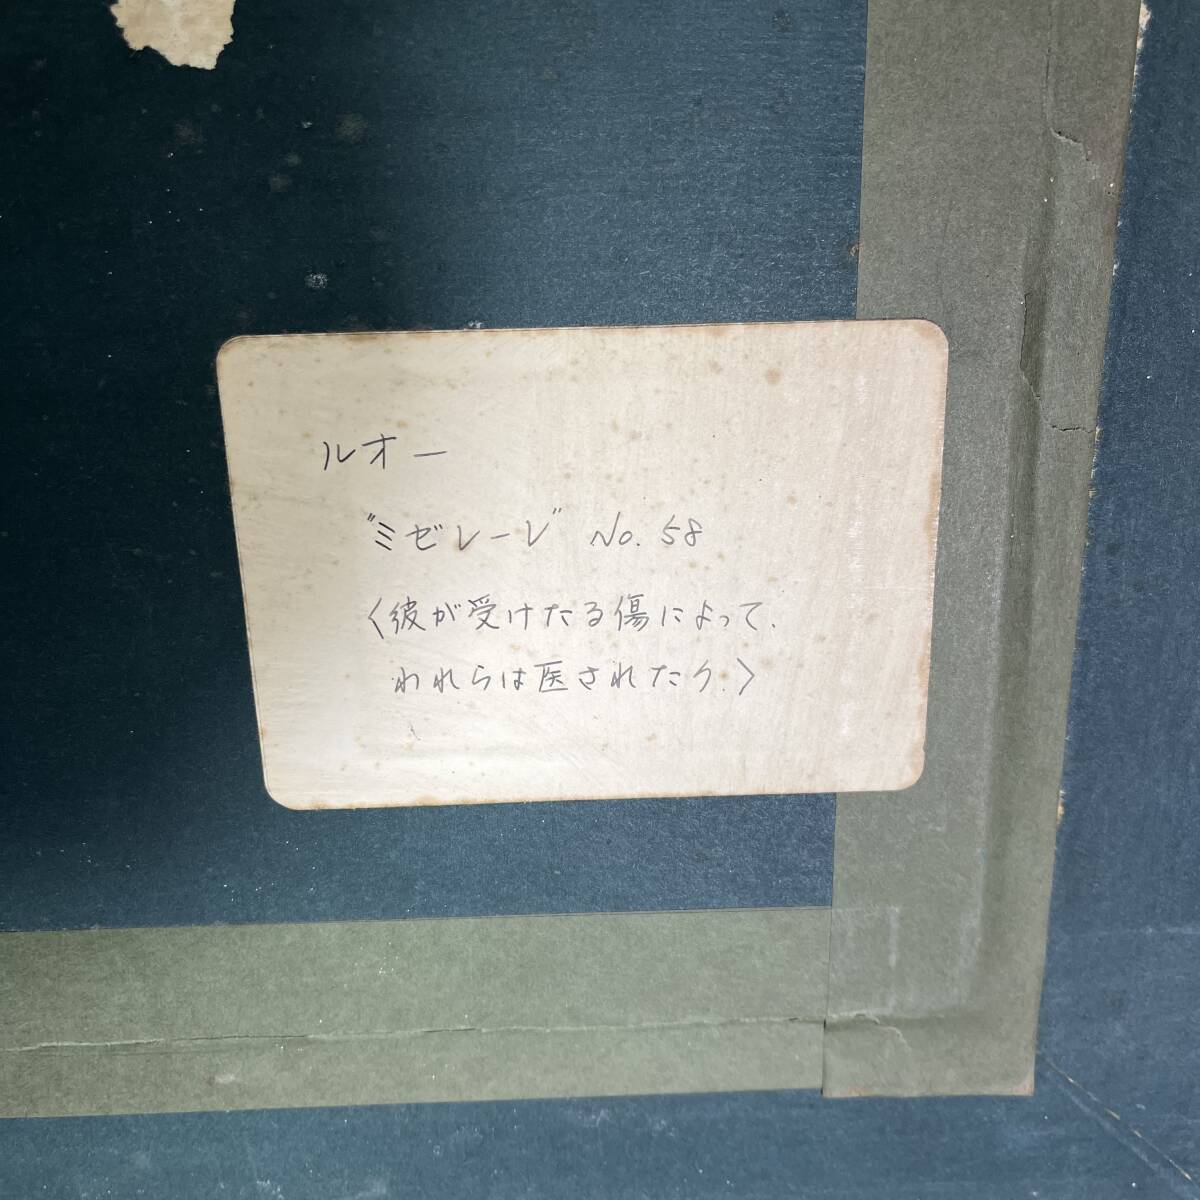 ルオー
"ミゼレーレ" No. 58
〈彼が受けたる傷によって、
われらは医されたり.〉